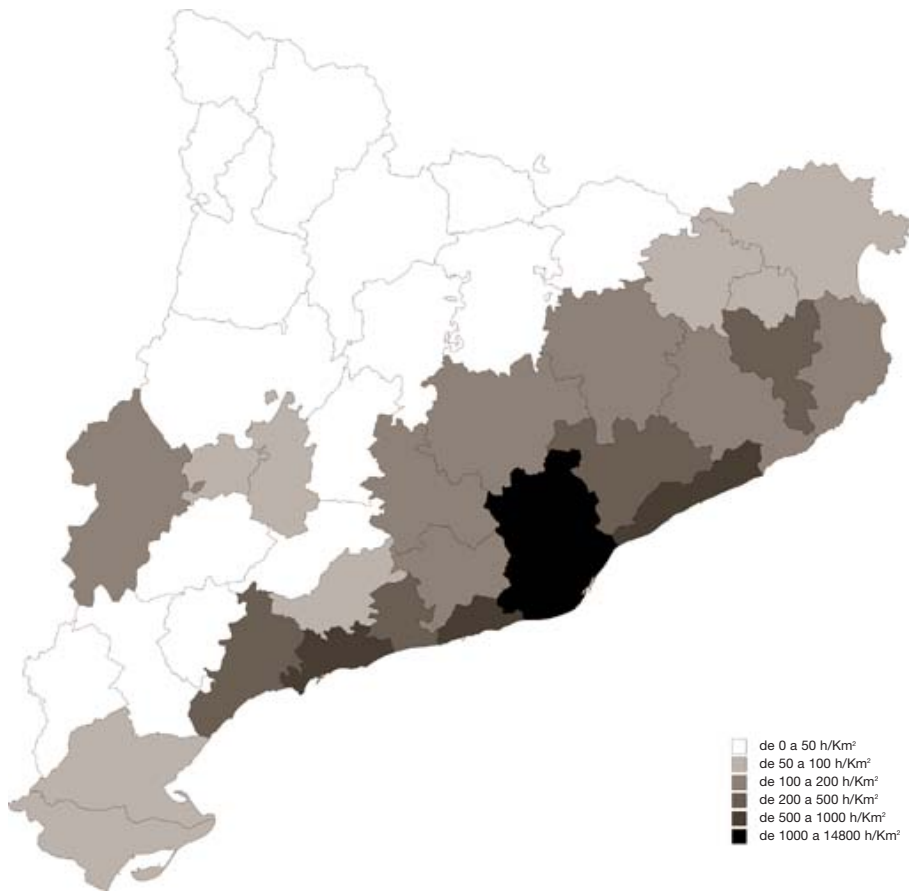 de 0 a 50 h/Km²
de 50 a 100 h/Km²
de 100 a 200 h/Km²
de 200 a 500 h/Km²
de 500 a 1000 h/Km²
de 1000 a 14800 h/Km²